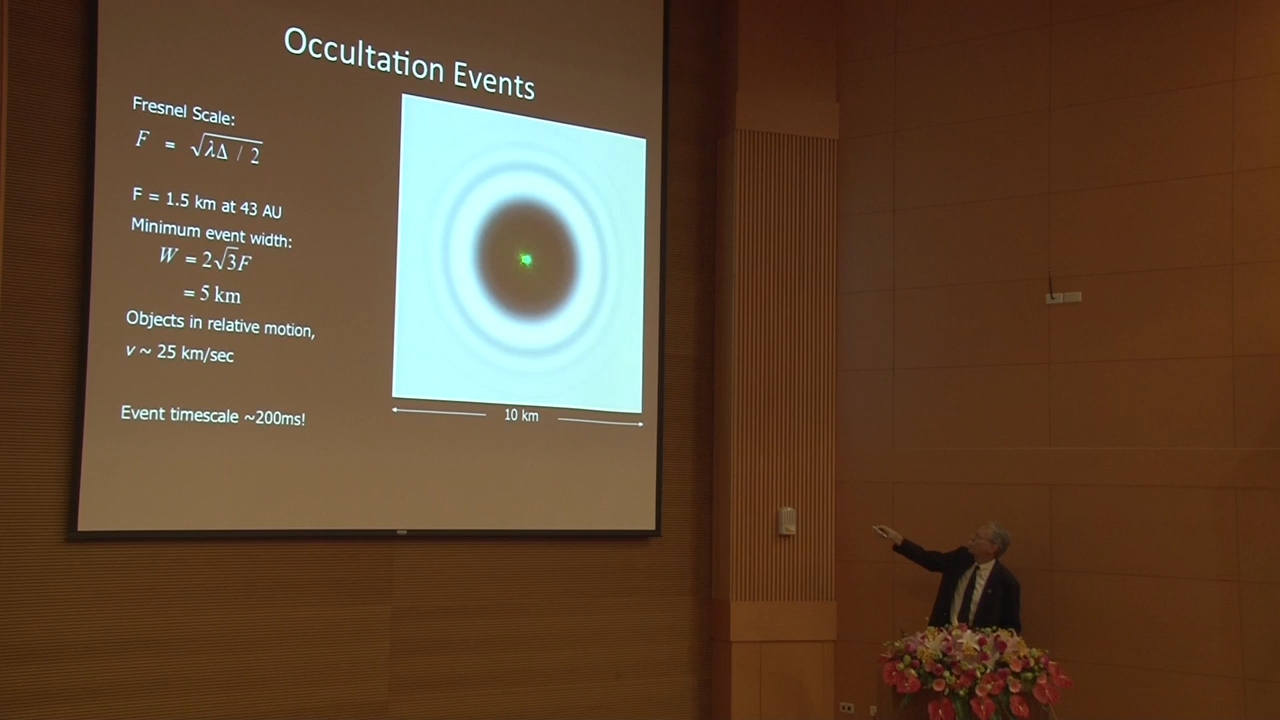 Occultation Events
Fresnel Scale:
F = √λΔ / 2
F = 1.5 km at 43 AU
Minimum event width:
W = 2√3F
= 5 km
Objects in relative motion,
v ~ 25 km/sec
Event timescale ~200ms!
10 km